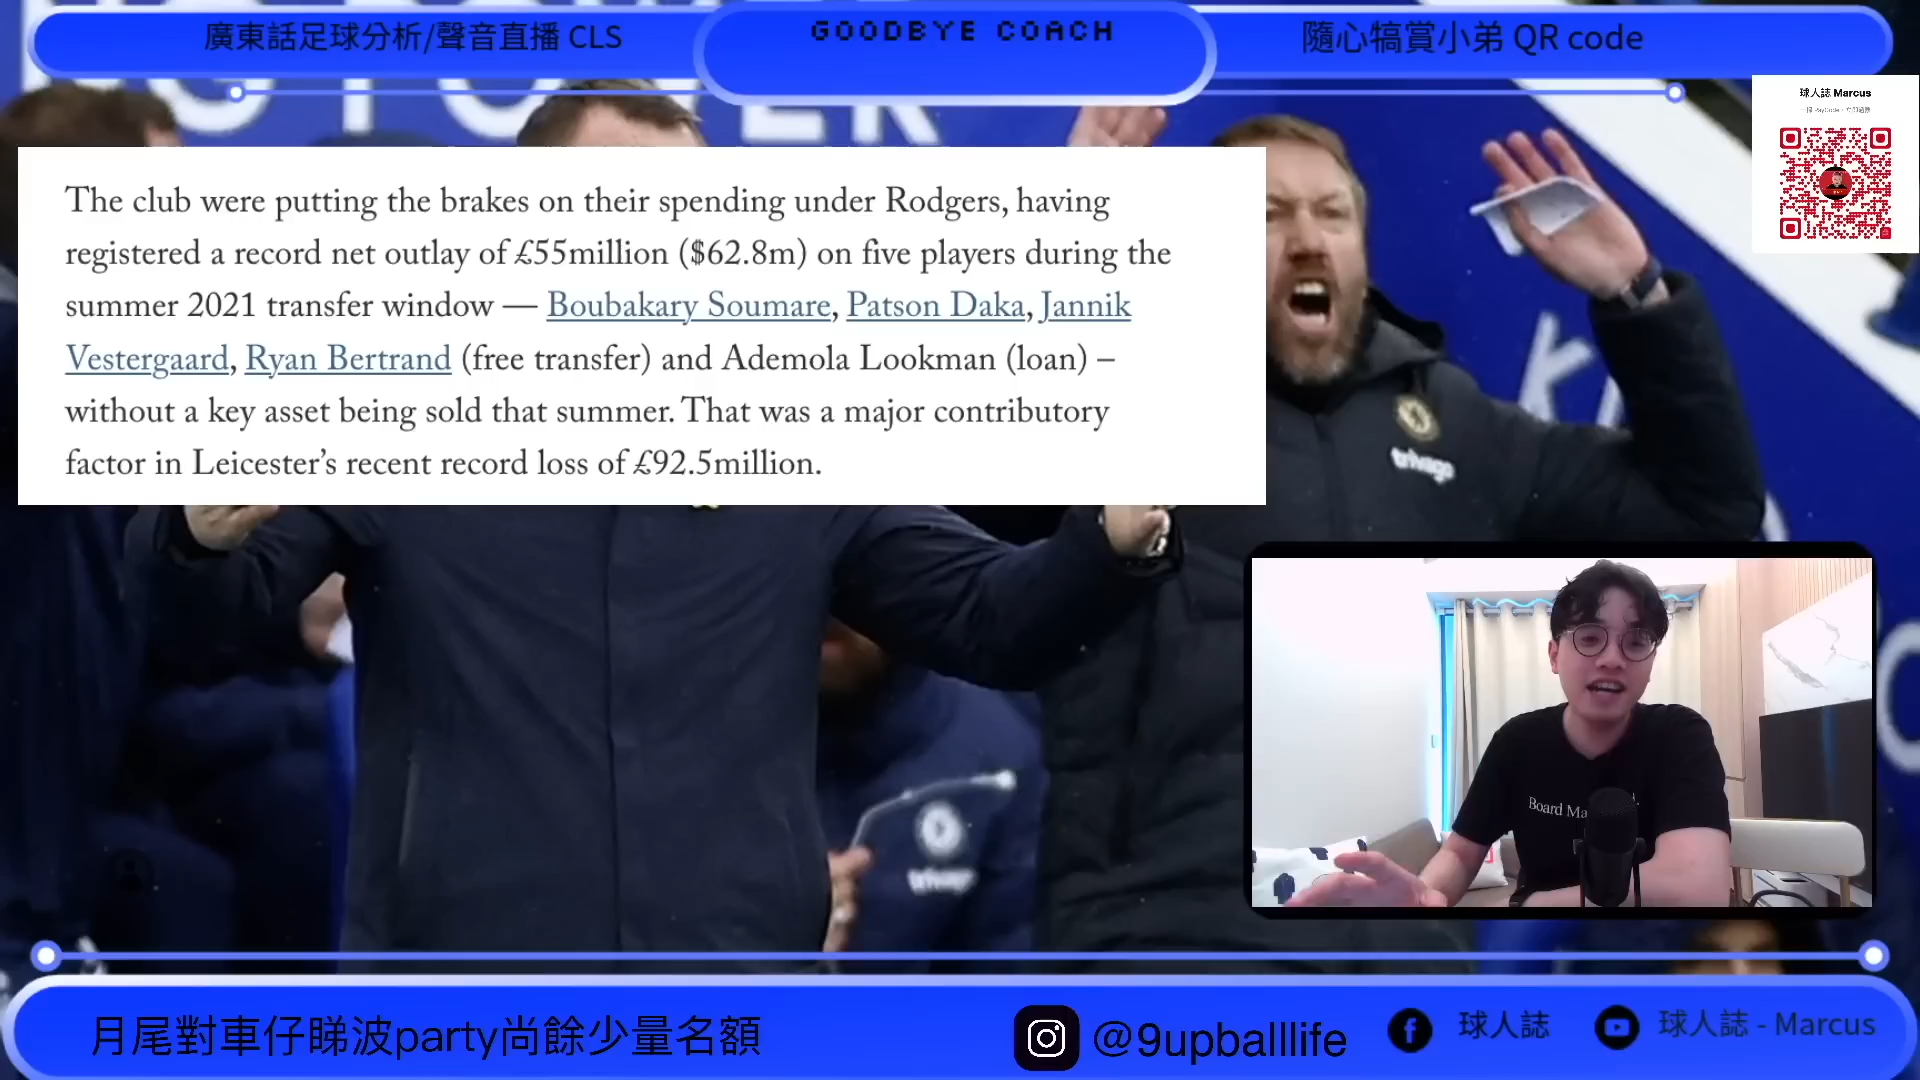 廣東話足球分析/聲音直播 CLS
GOODBYE COACH
隨心犒賞小弟 QR code
球人誌 Marcus
The club were putting the brakes on their spending under Rodgers, having
registered a record net outlay of £55million ($62.8m) on five players during the
summer 2021 transfer window — Boubakary Soumare, Patson Daka, Jannik
Vestergaard, Ryan Bertrand (free transfer) and Ademola Lookman (loan) –
without a key asset being sold that summer. That was a major contributory
factor in Leicester’s recent record loss of £92.5million.
trivago
trivago
Board Ma
月尾對車仔睇波party尚餘少量名額
@9upballlife
球人誌
球人誌 - Marcus